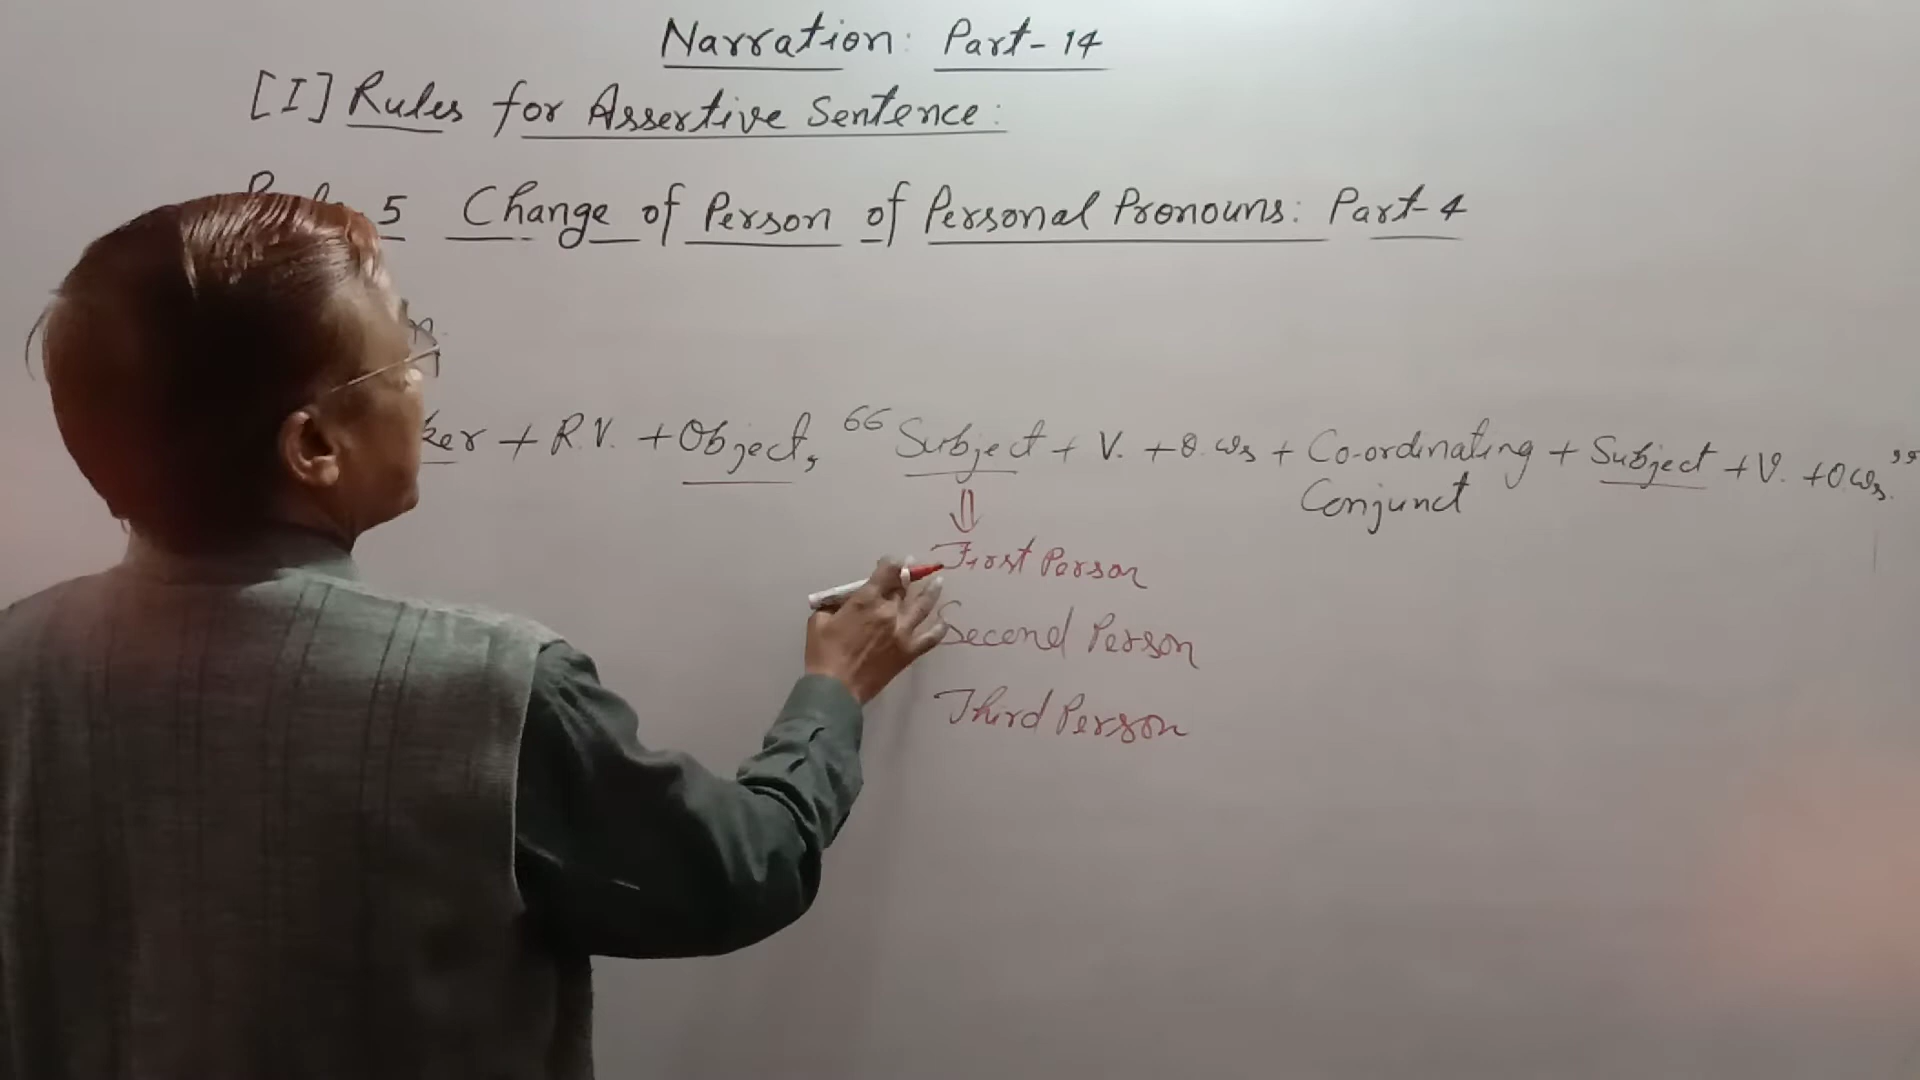 Narration: Part-14
[I] Rules for Assertive Sentence:
5 Change of Person of Personal Pronouns: Part-4
ker + R.V. + Object, “Subject + V. + O.Ws + Co-ordinating + Subject + V. + O.Ws.”
Conjunct
⇓
First Person
Second Person
Third Person